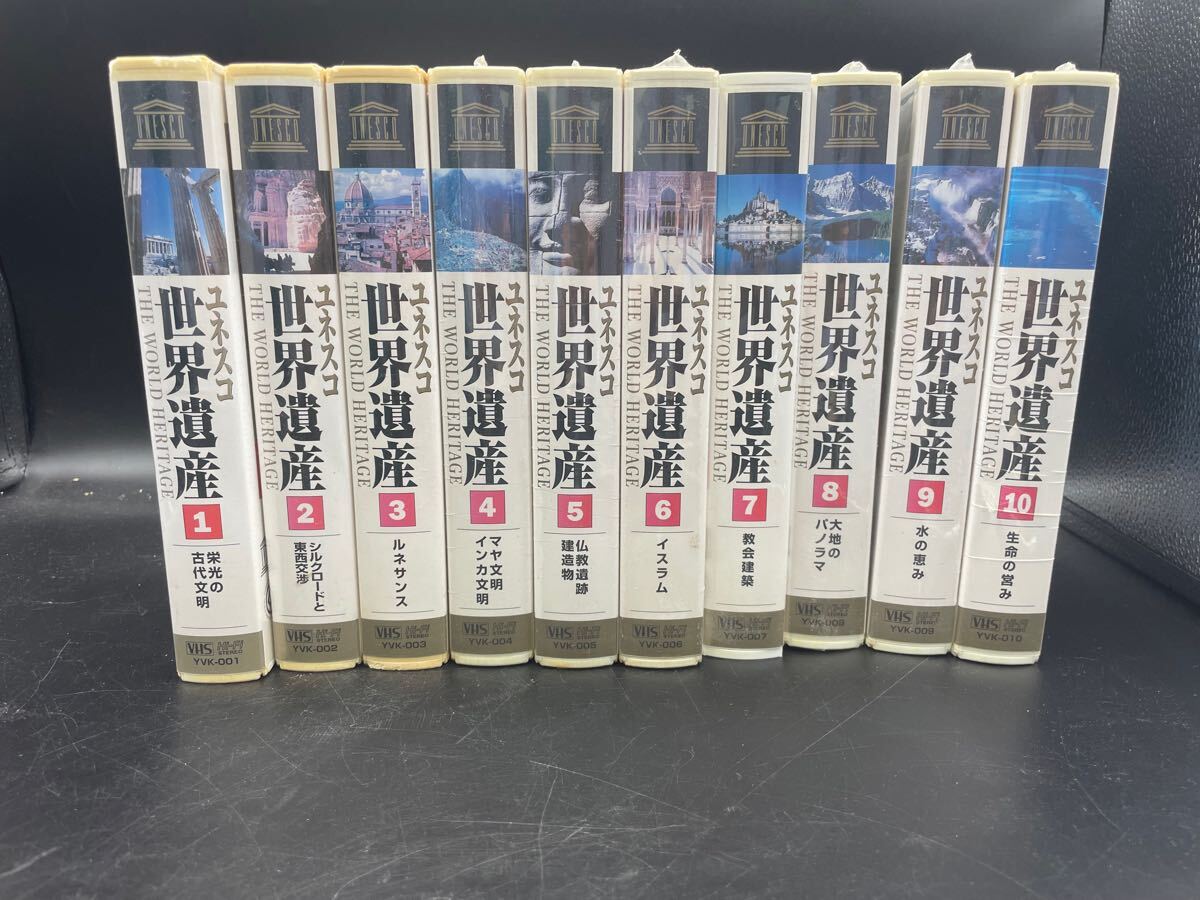 UNESCO
ユネスコ
世界遺産
THE WORLD HERITAGE
1
栄光の
古代文明
VHS
STEREO
YVK-001
UNESCO
ユネスコ
世界遺産
THE WORLD HERITAGE
2
シルクロードと
東西交渉
VHS
STEREO
YVK-002
UNESCO
ユネスコ
世界遺産
THE WORLD HERITAGE
3
ルネサンス
VHS
STEREO
YVK-003
UNESCO
ユネスコ
世界遺産
THE WORLD HERITAGE
4
マヤ文明
インカ文明
VHS
STEREO
YVK-004
UNESCO
ユネスコ
世界遺産
THE WORLD HERITAGE
5
仏教遺跡
建造物
VHS
STEREO
YVK-005
UNESCO
ユネスコ
世界遺産
THE WORLD HERITAGE
6
イスラム
VHS
STEREO
YVK-006
UNESCO
ユネスコ
世界遺産
THE WORLD HERITAGE
7
教会建築
VHS
STEREO
YVK-007
UNESCO
ユネスコ
世界遺産
THE WORLD HERITAGE
8
大地の
パノラマ
VHS
STEREO
YVK-008
UNESCO
ユネスコ
世界遺産
THE WORLD HERITAGE
9
水の恵み
VHS
STEREO
YVK-009
UNESCO
ユネスコ
世界遺産
THE WORLD HERITAGE
10
生命の営み
VHS
STEREO
YVK-010